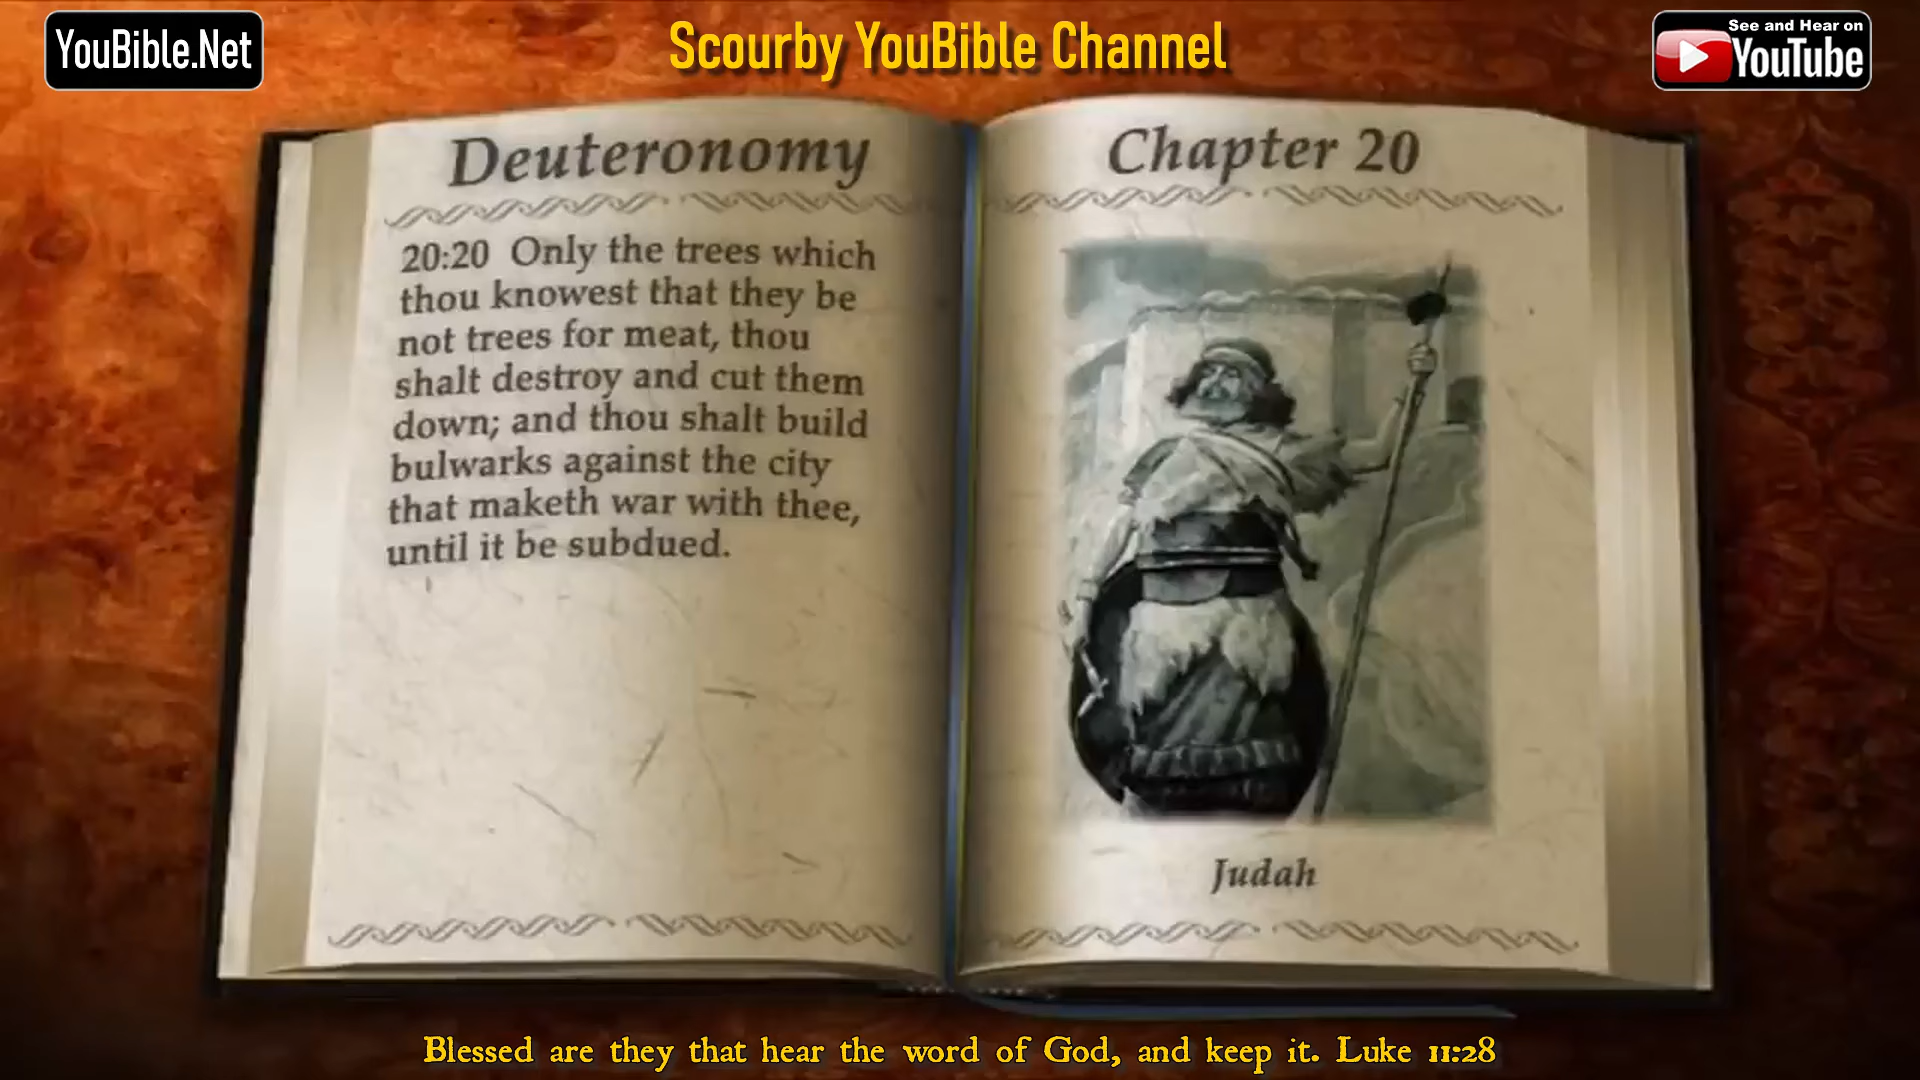 YouBible.Net
Scourby YouBible Channel
See and Hear on
YouTube
Deuteronomy
20:20 Only the trees which
thou knowest that they be
not trees for meat, thou
shalt destroy and cut them
down; and thou shalt build
bulwarks against the city
that maketh war with thee,
until it be subdued.
Chapter 20
Judah
Blessed are they that hear the word of God, and keep it. Luke 11:28